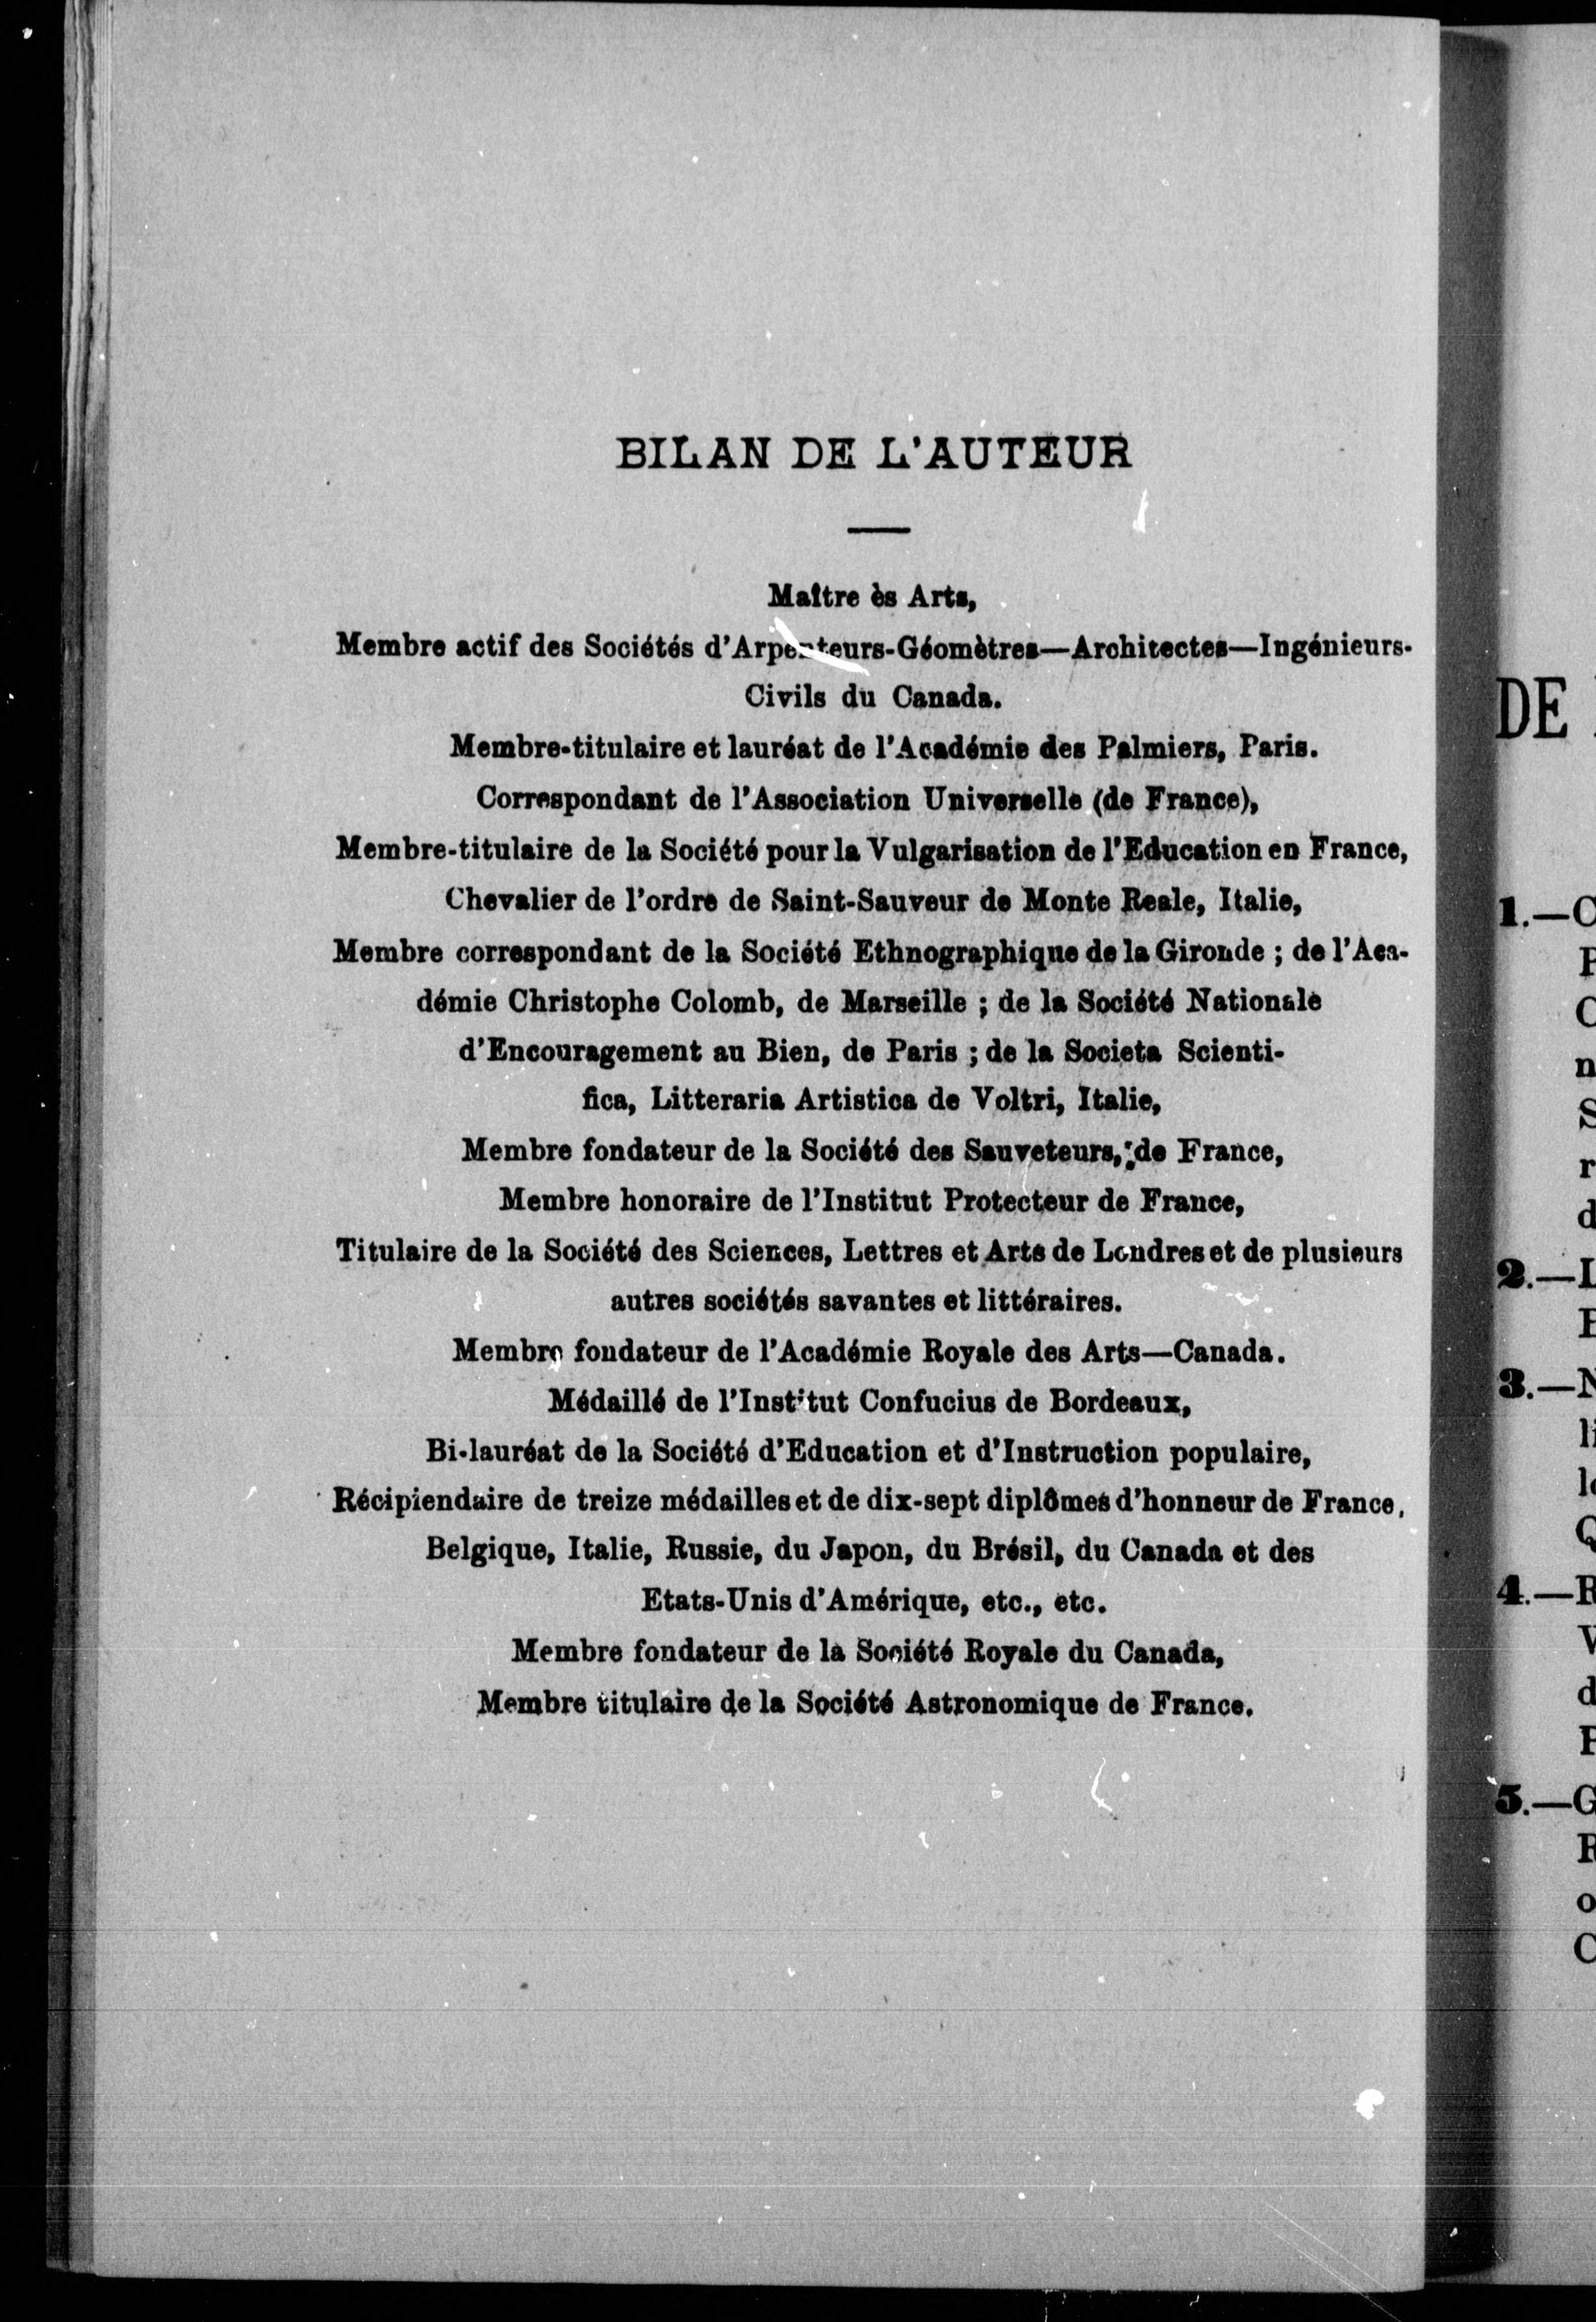 BILAN DE L'AUTEUR
Maître ès Arts,
Membre actif des Sociétés d'Arpenteurs-Géomètres—Architectes—Ingénieurs-
Civils du Canada.
Membre-titulaire et lauréat de l'Académie des Palmiers, Paris.
Correspondant de l'Association Universelle (de France),
Membre-titulaire de la Société pour la Vulgarisation de l'Education en France,
Chevalier de l'ordre de Saint-Sauveur de Monte Reale, Italie,
Membre correspondant de la Société Ethnographique de la Gironde ; de l'Aca-
démie Christophe Colomb, de Marseille ; de la Société Nationale
d'Encouragement au Bien, de Paris ; de la Societa Scienti-
fica, Litteraria Artistica de Voltri, Italie,
Membre fondateur de la Société des Sauveteurs, de France,
Membre honoraire de l'Institut Protecteur de France,
Titulaire de la Société des Sciences, Lettres et Arts de Londres et de plusieurs
autres sociétés savantes et littéraires.
Membre fondateur de l'Académie Royale des Arts—Canada.
Médaillé de l'Institut Confucius de Bordeaux,
Bi-lauréat de la Société d'Education et d'Instruction populaire,
Récipiendaire de treize médailles et de dix-sept diplômes d'honneur de France,
Belgique, Italie, Russie, du Japon, du Brésil, du Canada et des
Etats-Unis d'Amérique, etc., etc.
Membre fondateur de la Société Royale du Canada,
Membre titulaire de la Société Astronomique de France.
DE
1.—
2.—
3.—
4.—
5.—